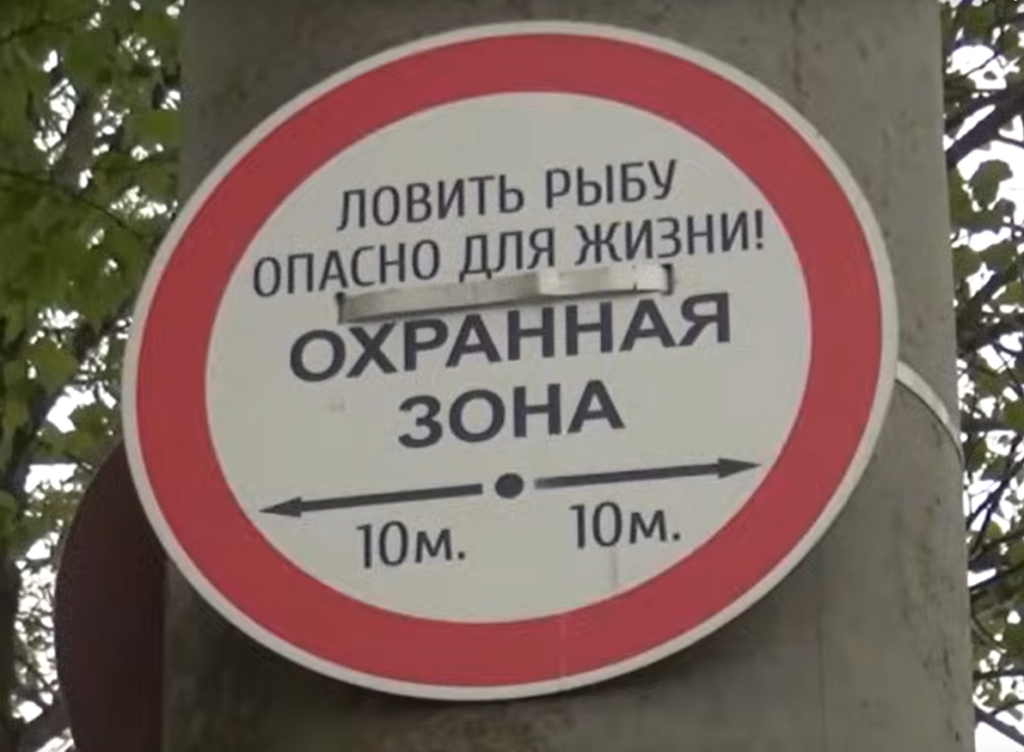 ЛОВИТЬ РЫБУ
ОПАСНО ДЛЯ ЖИЗНИ!
ОХРАННАЯ
ЗОНА
10м. 10м.